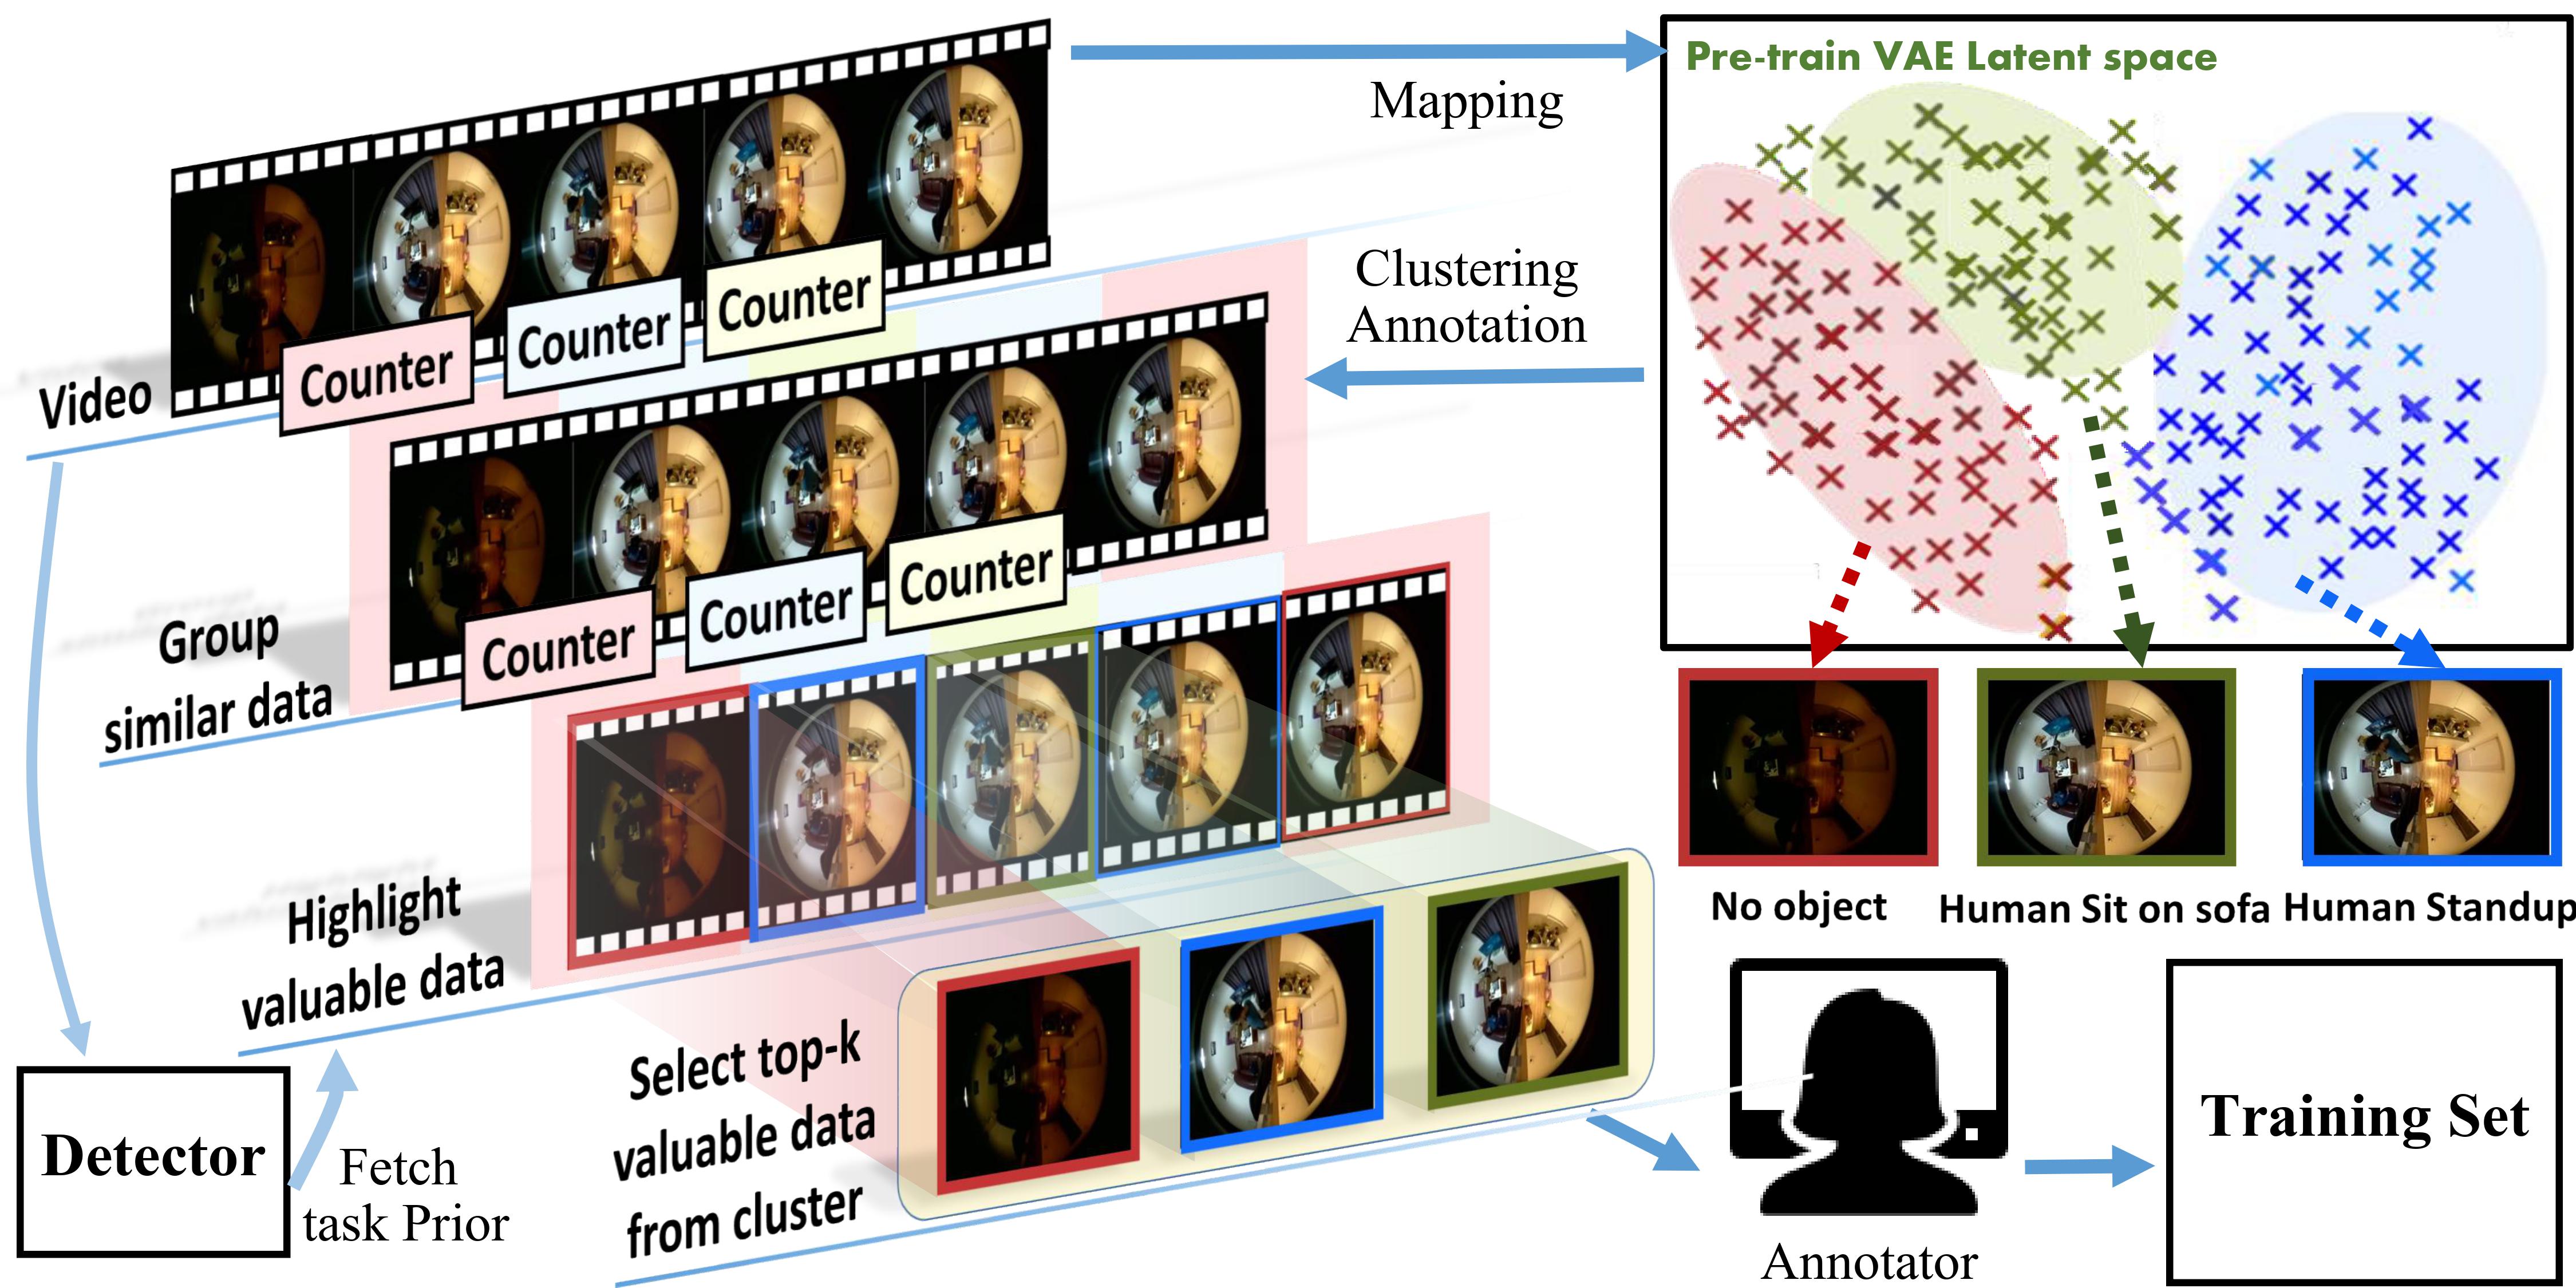 Pre-train VAE Latent space
Mapping
Clustering
Annotation
Video
Counter
Counter
Counter
Group
similar data
Counter
Counter
Counter
Highlight
valuable data
No object
Human Sit on sofa
Human Standup
Select top-k
valuable data
from cluster
Detector
Fetch
task Prior
Annotator
Training Set